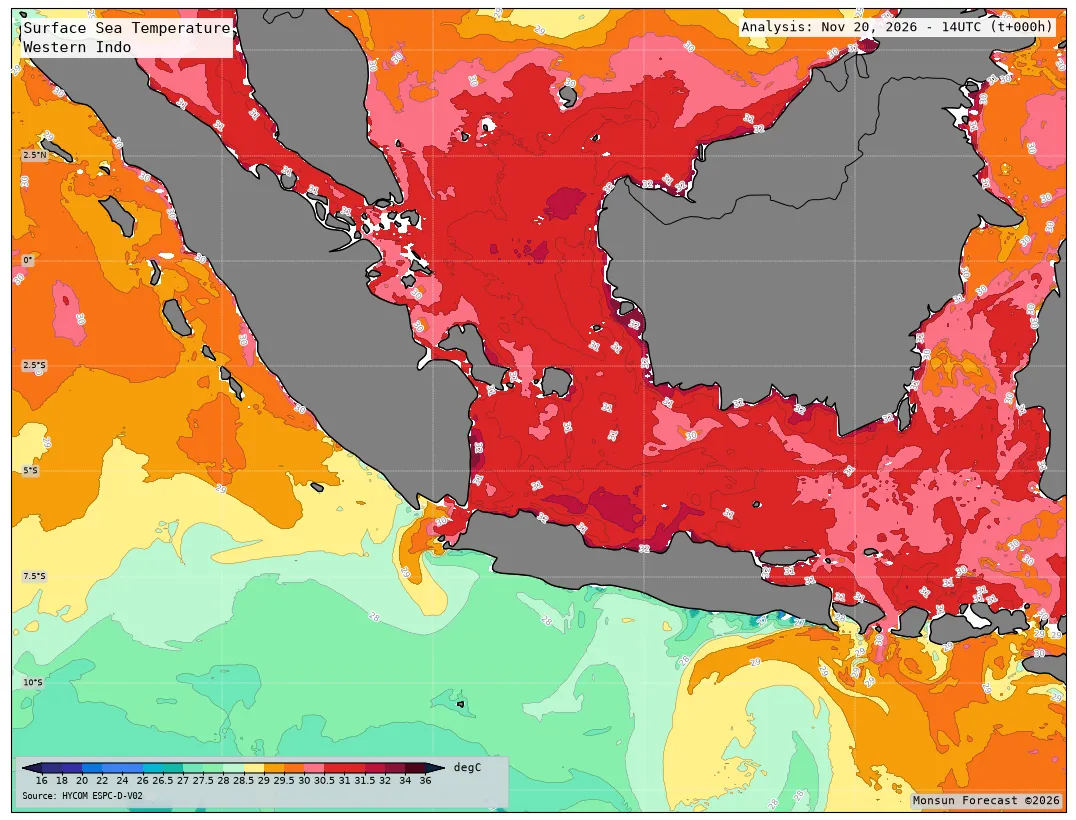 Surface Sea Temperature
Western Indo
Analysis: Nov 20, 2026 - 14UTC (t+000h)
2.5°N
0°
2.5°S
5°S
7.5°S
10°S
16 18 20 22 24 26 26.5 27 27.5 28 28.5 29 29.5 30 30.5 31 31.5 32 34 36
degC
Source: HYCOM ESPC-D-V02
Monsun Forecast ©2026